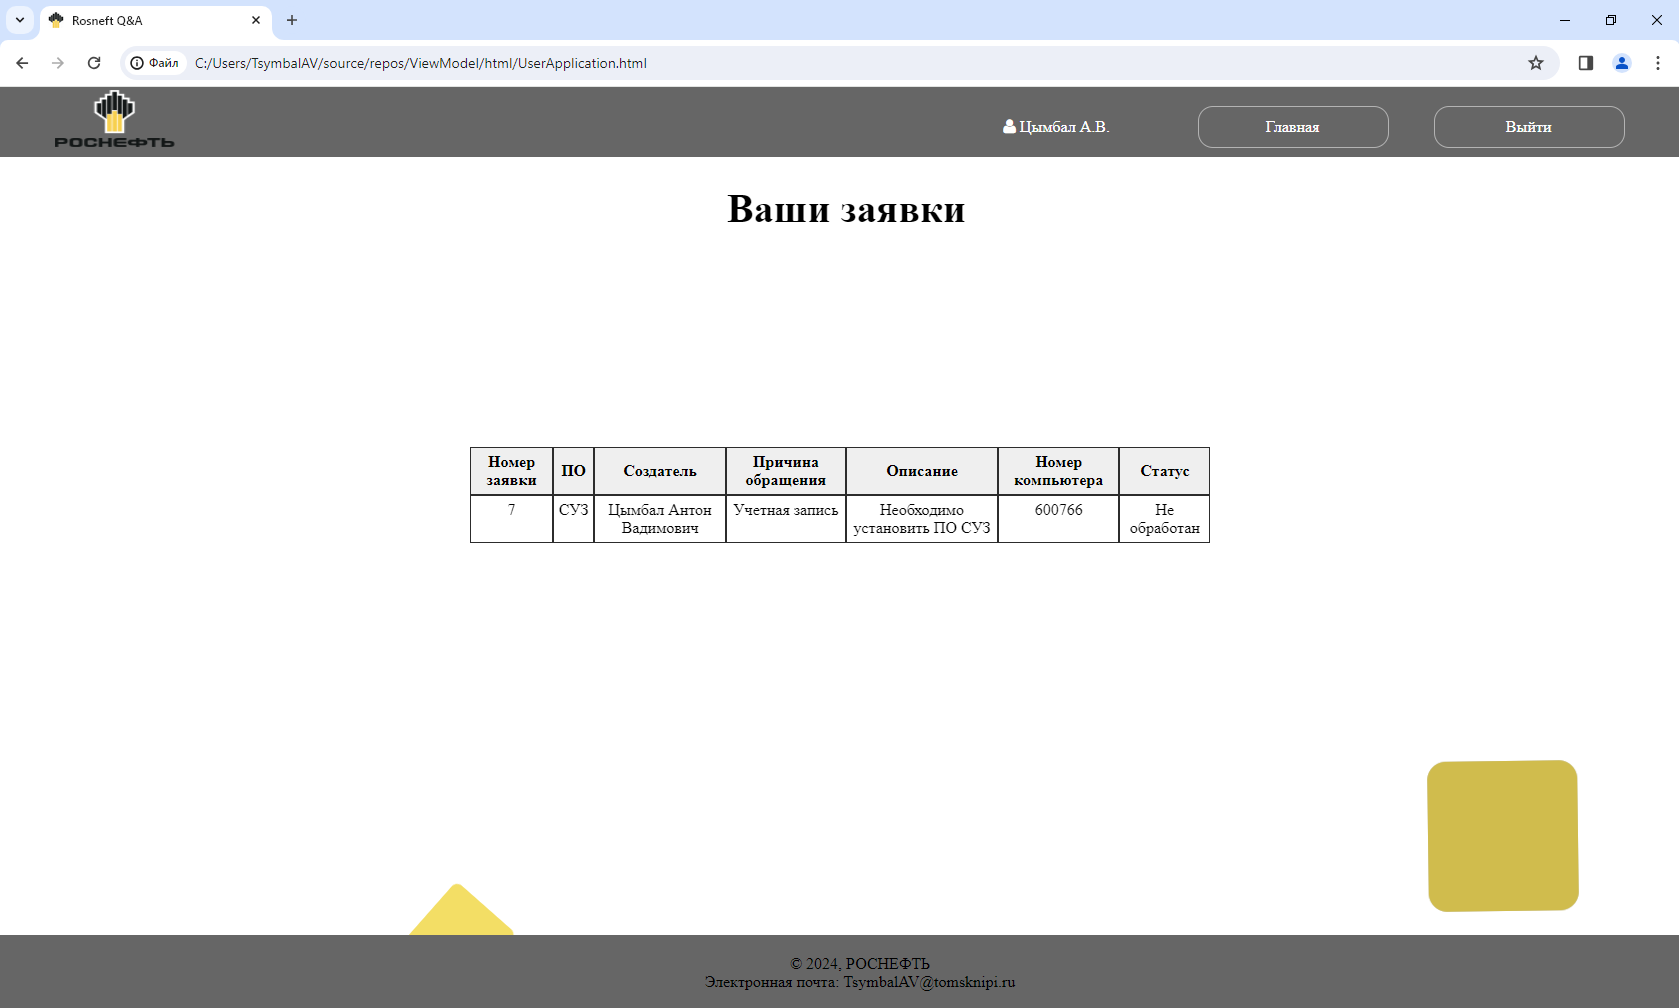 Rosneft Q&A
Файл
C:/Users/TsymbalAV/source/repos/ViewModel/html/UserApplication.html
РОСНЕФТЬ
Цымбал А.В.
Главная
Выйти
Ваши заявки
Номер заявки
ПО
Создатель
Причина обращения
Описание
Номер компьютера
Статус
7
СУЗ
Цымбал Антон Вадимович
Учетная запись
Необходимо установить ПО СУЗ
600766
Не обработан
© 2024, РОСНЕФТЬ
Электронная почта: TsymbalAV@tomsknipi.ru